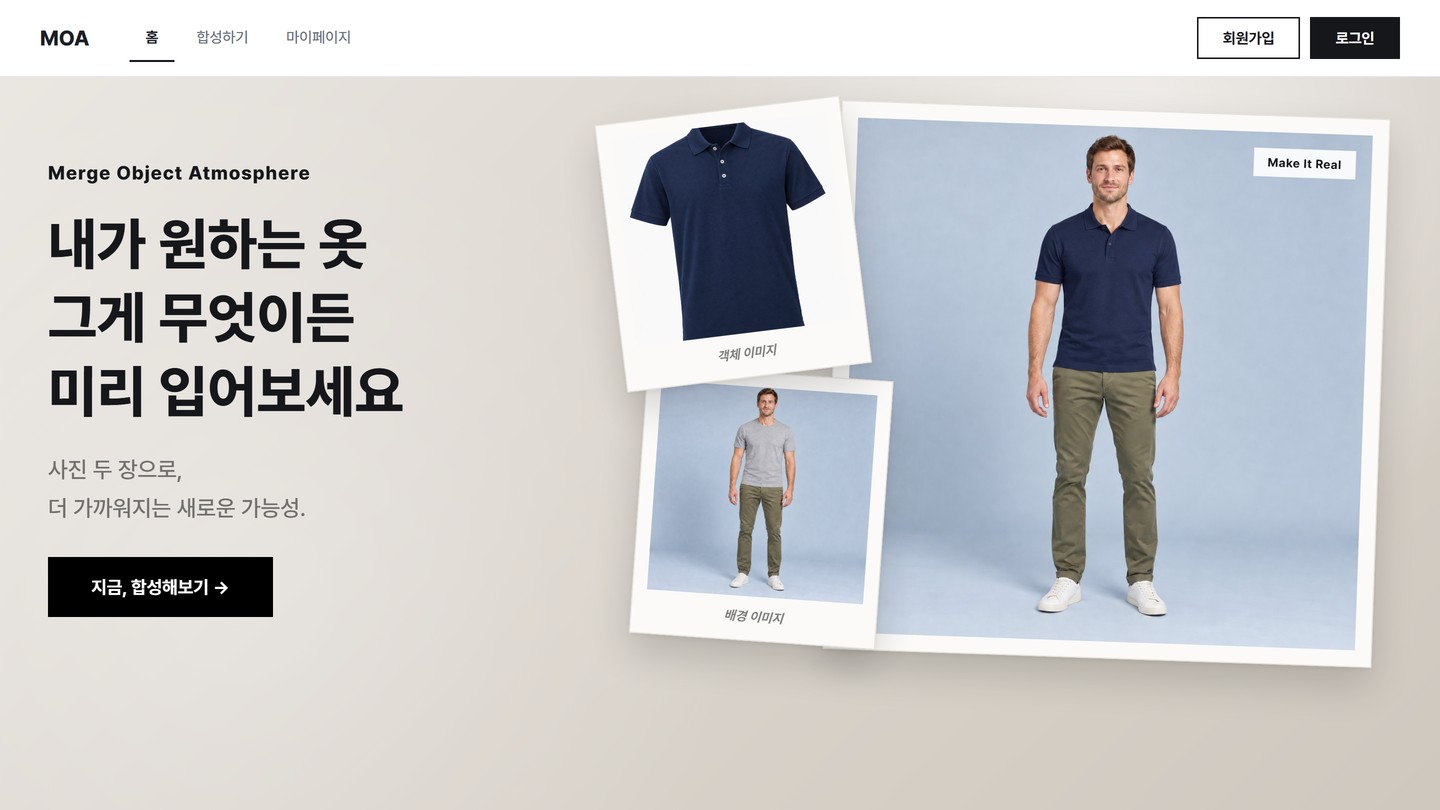 MOA
홈
합성하기
마이페이지
회원가입
로그인
Merge Object Atmosphere
내가 원하는 옷
그게 무엇이든
미리 입어보세요
사진 두 장으로,
더 가까워지는 새로운 가능성.
지금, 합성해보기 →
객체 이미지
배경 이미지
Make It Real